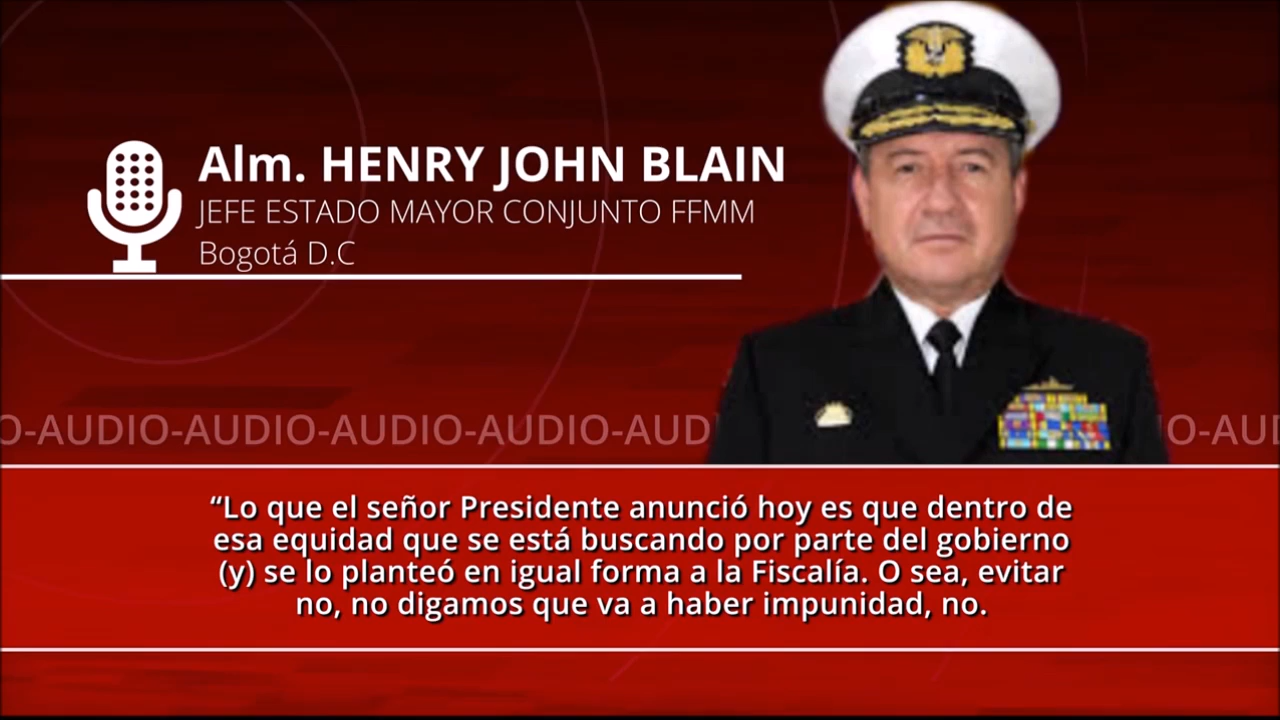 Alm. HENRY JOHN BLAIN
JEFE ESTADO MAYOR CONJUNTO FFMM
Bogotá D.C
O-AUDIO-AUDIO-AUDIO-AUDIO-AUD O-AUD
“Lo que el señor Presidente anunció hoy es que dentro de
esa equidad que se está buscando por parte del gobierno
(y) se lo planteó en igual forma a la Fiscalía. O sea, evitar
no, no digamos que va a haber impunidad, no.